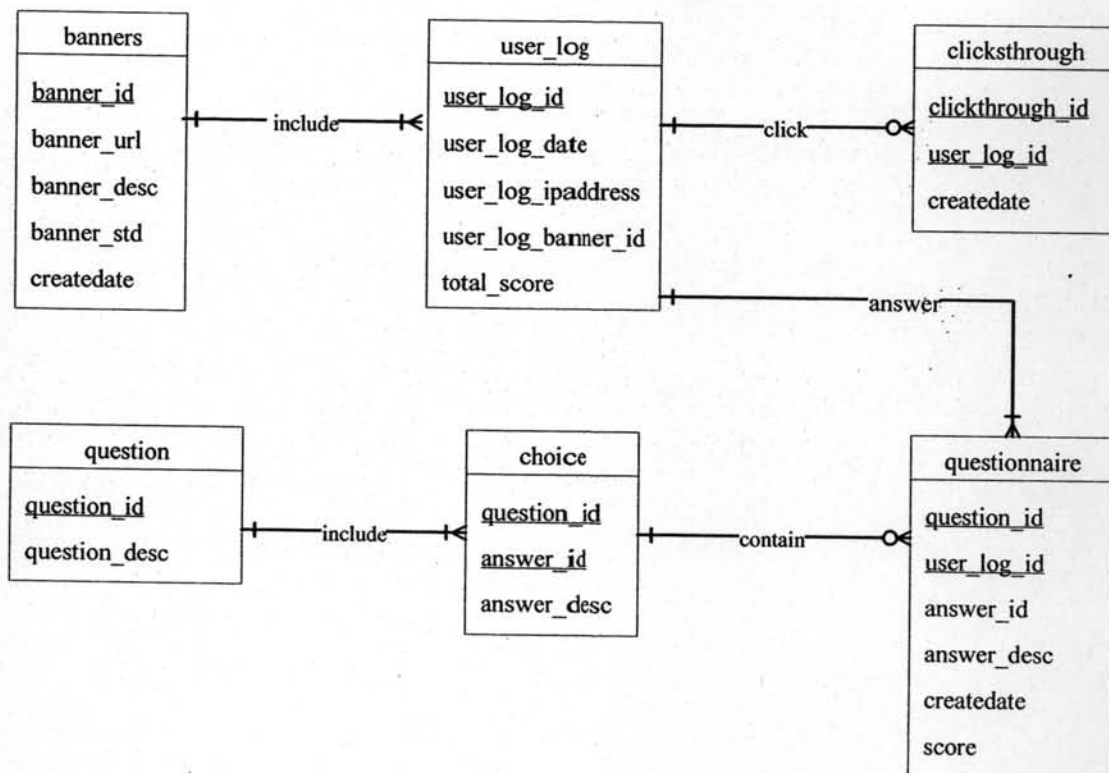 banners
banner_id
banner_url
banner_desc
banner_std
createdate
include
user_log
user_log_id
user_log_date
user_log_ipaddress
user_log_banner_id
total_score
click
clicksthrough
clickthrough_id
user_log_id
createdate
answer
question
question_id
question_desc
include
choice
question_id
answer_id
answer_desc
contain
questionnaire
question_id
user_log_id
answer_id
answer_desc
createdate
score